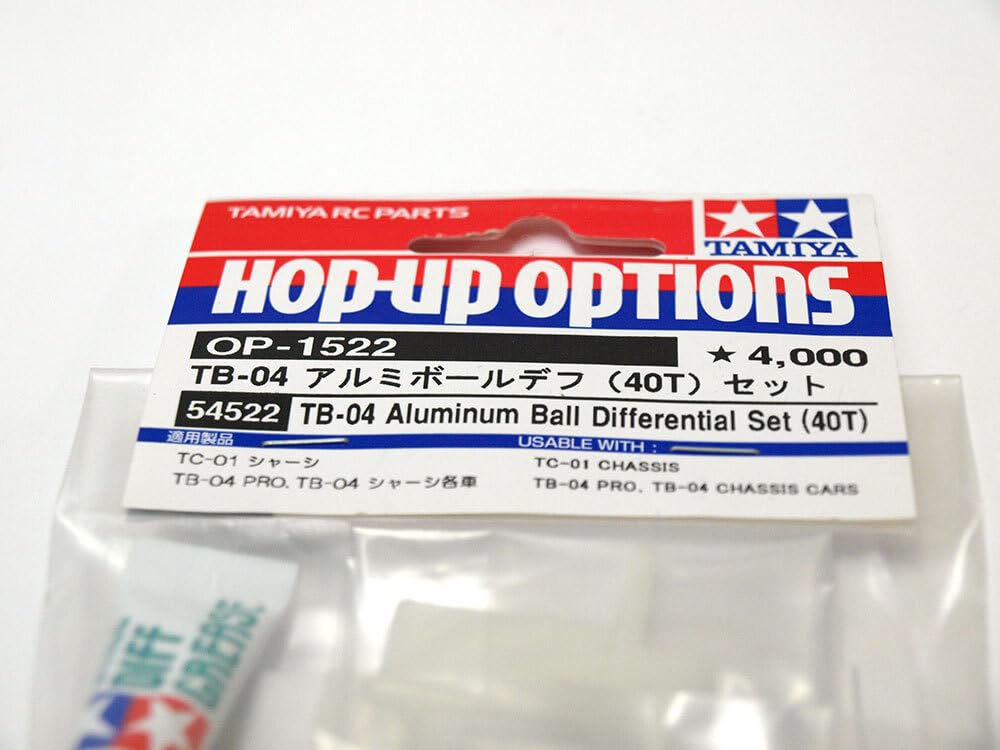 TAMIYA RC PARTS
TAMIYA
HOP-UP OPTIONS
OP-1522
★ 4,000
TB-04 アルミボールデフ（40T）セット
54522 TB-04 Aluminum Ball Differential Set (40T)
適用製品
TC-01 シャーシ
TB-04 PRO. TB-04 シャーシ各車
USABLE WITH :
TC-01 CHASSIS
TB-04 PRO, TB-04 CHASSIS CARS
DIFF
GREASE